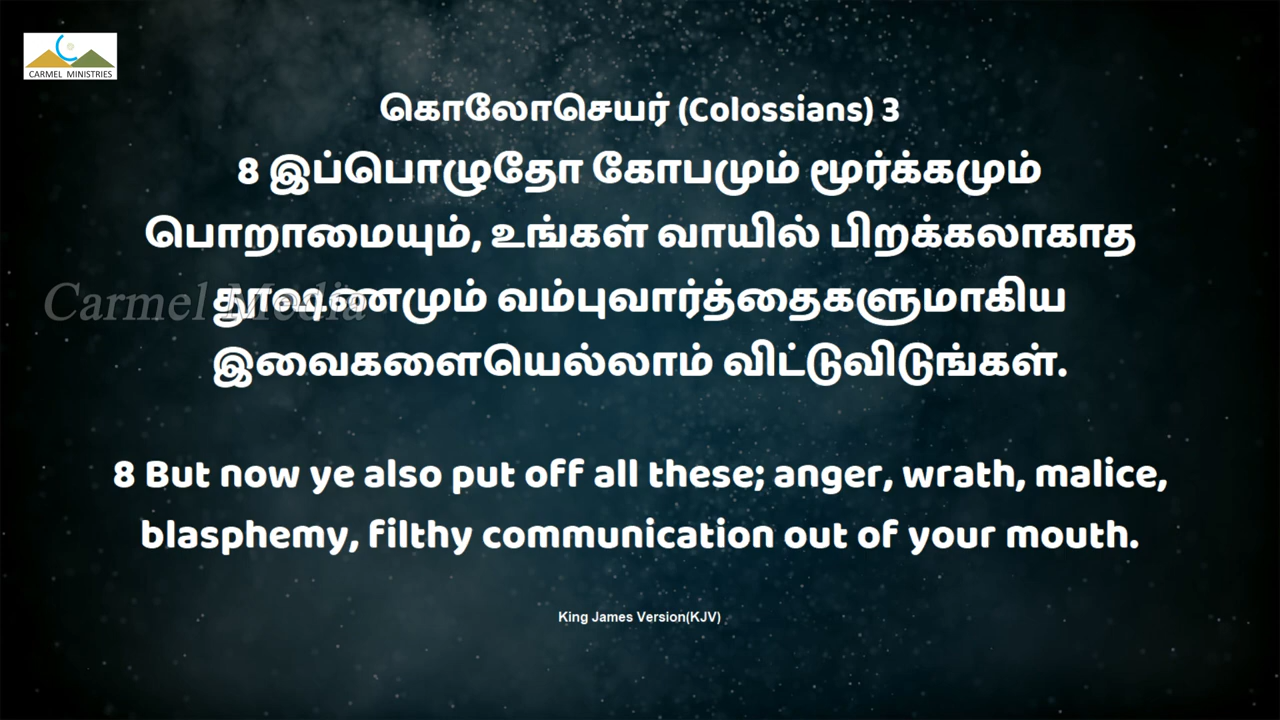 CARMEL MINISTRIES
கொலோசெயர் (Colossians) 3
8 இப்பொழுதோ கோபமும் மூர்க்கமும்
பொறாமையும், உங்கள் வாயில் பிறக்கலாகாத
தூஷணமும் வம்புவார்த்தைகளுமாகிய
Carmel Media
இவைகளையெல்லாம் விட்டுவிடுங்கள்.
8 But now ye also put off all these; anger, wrath, malice,
blasphemy, filthy communication out of your mouth.
King James Version(KJV)